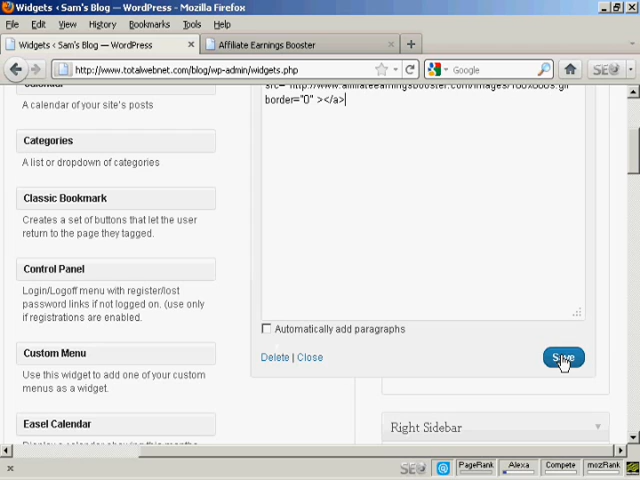 Widgets ‹ Sam's Blog — WordPress - Mozilla Firefox
File Edit View History Bookmarks Tools Help
Widgets ‹ Sam's Blog — WordPress
Affiliate Earnings Booster
http://www.totalwebnet.com/blog/wp-admin/widgets.php
Google
SEO
Calendar
A calendar of your site's posts
Categories
A list or dropdown of categories
Classic Bookmark
Creates a set of buttons that let the user
return to the page they tagged.
Control Panel
Login/Logoff menu with register/lost
password links if not logged on. (use only
if registrations are enabled.
Custom Menu
Use this widget to add one of your custom
menus as a widget.
Easel Calendar
border="0" ></a>
Automatically add paragraphs
Delete | Close
Save
Right Sidebar
SEO
PageRank
Alexa
Compete
mozRank